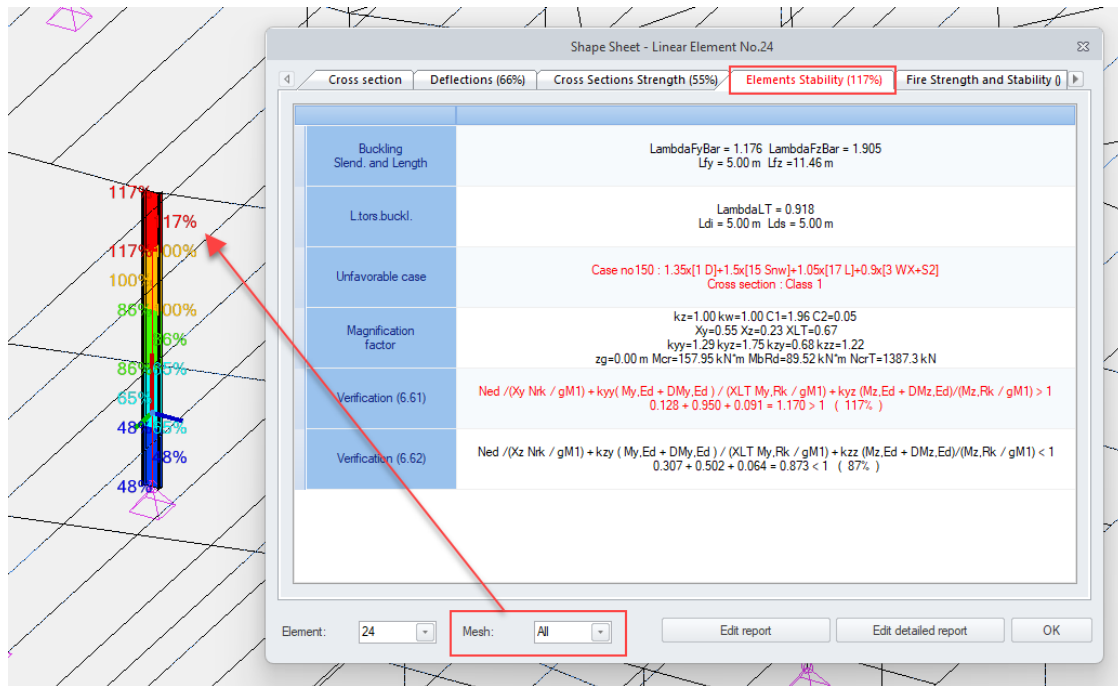 Shape Sheet - Linear Element No.24
Cross section Deflections (66%) Cross Sections Strength (55%) Elements Stability (117%) Fire Strength and Stability ()
Buckling
Slend. and Length
LambdaFyBar = 1.176 LambdaFzBar = 1.905
Lfy = 5.00 m Lfz =11.46 m
L.tors.buckl.
LambdaLT = 0.918
Ldi = 5.00 m Lds = 5.00 m
Unfavorable case
Case no150 : 1.35x[1 D]+1.5x[15 Snw]+1.05x[17 L]+0.9x[3 WX+S2]
Cross section : Class 1
Magnification
factor
kz=1.00 kw=1.00 C1=1.96 C2=0.05
Xy=0.55 Xz=0.23 XLT=0.67
kyy=1.29 kyz=1.75 kzy=0.68 kzz=1.22
zg=0.00 m Mcr=157.95 kN*m MbRd=89.52 kN*m NcrT=1387.3 kN
Verification (6.61)
Ned /(Xy Nrk / gM1) + kyy( My,Ed + DMy,Ed ) / (XLT My,Rk / gM1) + kyz (Mz,Ed + DMz,Ed)/(Mz,Rk / gM1) > 1
0.128 + 0.950 + 0.091 = 1.170 > 1 ( 117% )
Verification (6.62)
Ned /(Xz Nrk / gM1) + kzy ( My,Ed + DMy,Ed ) / (XLT My,Rk / gM1) + kzz (Mz,Ed + DMz,Ed)/(Mz,Rk / gM1) < 1
0.307 + 0.502 + 0.064 = 0.873 < 1 ( 87% )
Element: 24 Mesh: All Edit report Edit detailed report OK
117%
17%
117% 100%
100%
86% 100%
86%
86% 65%
65%
48% 65%
48%
48%